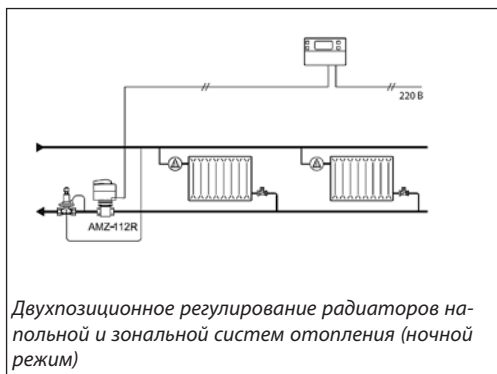 220 В
AMZ-112R
Двухпозиционное регулирование радиаторов на-
польной и зональной систем отопления (ночной
режим)